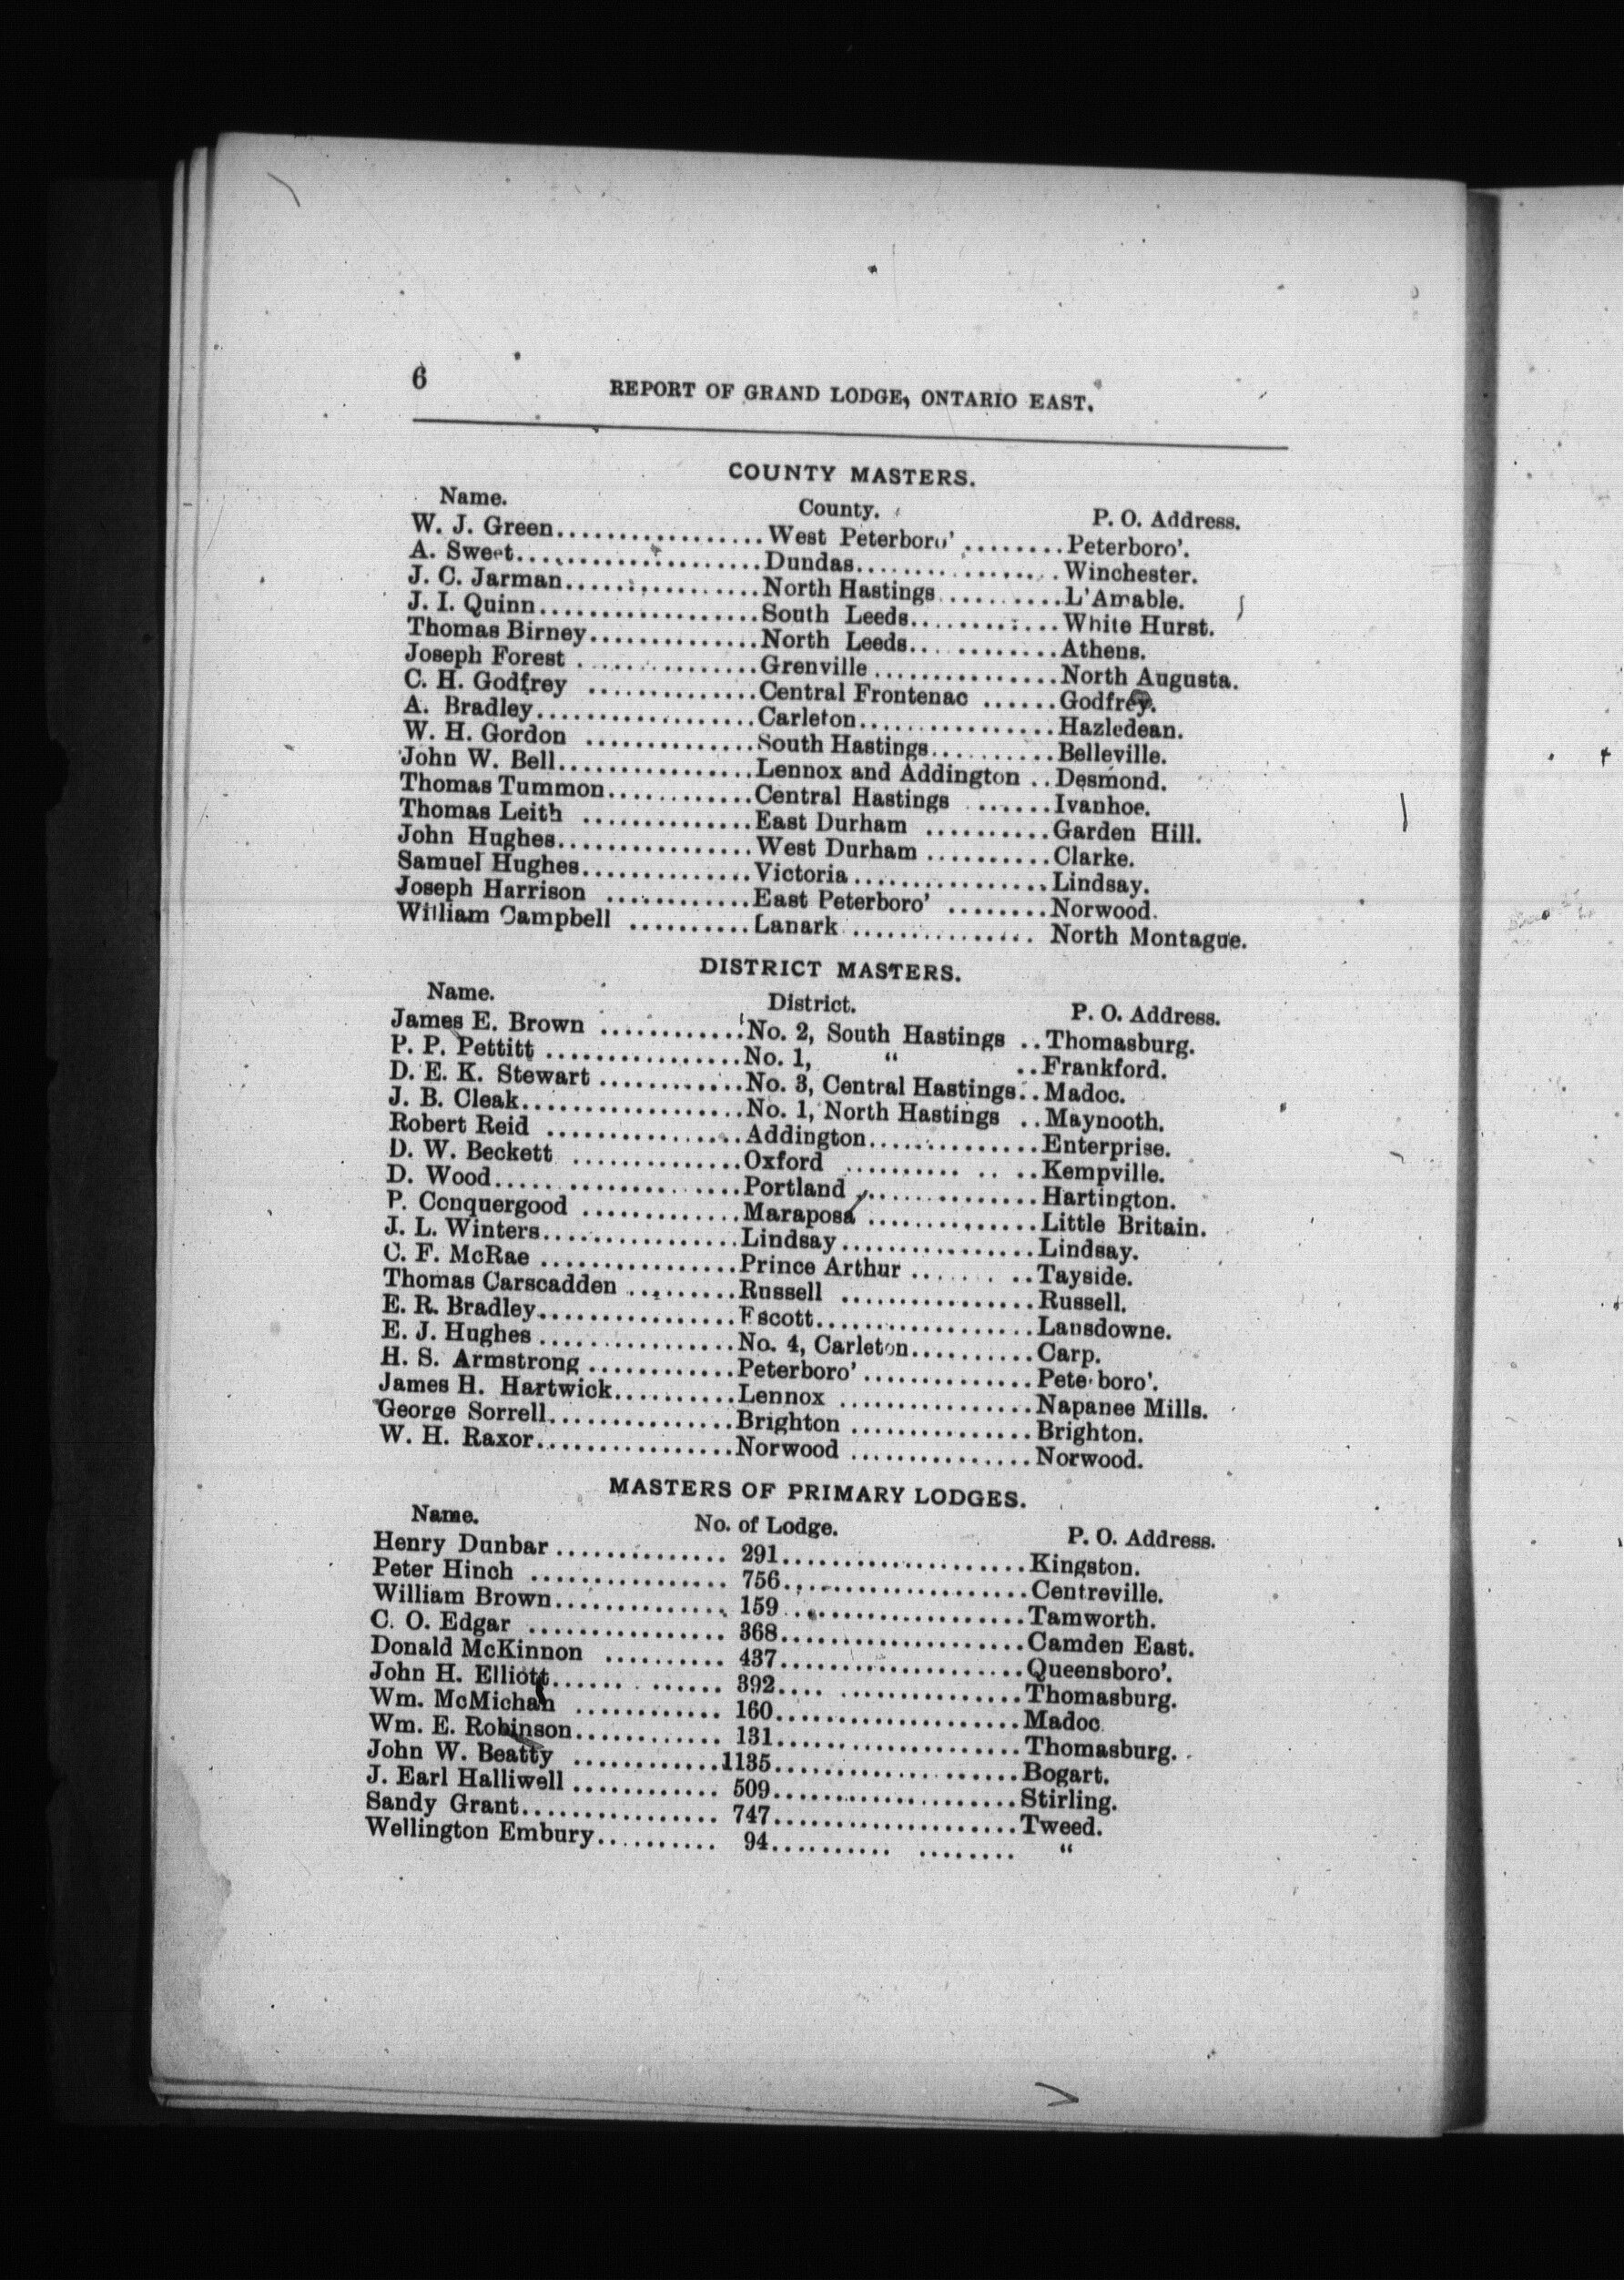 6 REPORT OF GRAND LODGE, ONTARIO EAST.
COUNTY MASTERS.
Name. County. P. O. Address.
W. J. Green.................West Peterboro'........Peterboro'.
A. Sweet....................Dundas.................Winchester.
J. C. Jarman................North Hastings..........L'Amable.
J. I. Quinn.................South Leeds............White Hurst.
Thomas Birney..............North Leeds............Athens.
Joseph Forest ..............Grenville...............North Augusta.
C. H. Godfrey ..............Central Frontenac ......Godfrey.
A. Bradley..................Carleton................Hazledean.
W. H. Gordon ..............South Hastings..........Belleville.
John W. Bell................Lennox and Addington ..Desmond.
Thomas Tummon............Central Hastings .......Ivanhoe.
Thomas Leith ..............East Durham ..........Garden Hill.
John Hughes................West Durham..........Clarke.
Samuel Hughes..............Victoria................Lindsay.
Joseph Harrison ............East Peterboro' ........Norwood.
William Campbell ..........Lanark ............... North Montague.
DISTRICT MASTERS.
Name. District. P. O. Address.
James E. Brown ............No. 2, South Hastings ..Thomasburg.
P. P. Pettitt ................No. 1, “ ..Frankford.
D. E. K. Stewart............No. 3, Central Hastings..Madoc.
J. B. Cleak..................No. 1, North Hastings ..Maynooth.
Robert Reid ................Addington..............Enterprise.
D. W. Beckett ..............Oxford .......... .. ..Kempville.
D. Wood....................Portland ..............Hartington.
P. Conquergood .............Maraposa ..............Little Britain.
J. L. Winters................Lindsay................Lindsay.
C. F. McRae ................Prince Arthur ...... ..Tayside.
Thomas Carscadden .........Russell ................Russell.
E. R. Bradley................Escott..................Lansdowne.
E. J. Hughes ................No. 4, Carleton..........Carp.
H. S. Armstrong ............Peterboro'..............Peterboro'.
James H. Hartwick..........Lennox ................Napanee Mills.
George Sorrell...............Brighton ...............Brighton.
W. H. Raxor................Norwood ...............Norwood.
MASTERS OF PRIMARY LODGES.
Name. No. of Lodge. P. O. Address.
Henry Dunbar.............. 291....................Kingston.
Peter Hinch ................ 756....................Centreville.
William Brown.............. 159....................Tamworth.
C. O. Edgar ................ 368....................Camden East.
Donald McKinnon .......... 437....................Queensboro'.
John H. Elliott...... ...... 392.... ...............Thomasburg.
Wm. McMichan ............ 160....................Madoc.
Wm. E. Robinson............ 131....................Thomasburg.
John W. Beatty ............1135....................Bogart.
J. Earl Halliwell ............ 509....................Stirling.
Sandy Grant................ 747....................Tweed.
Wellington Embury.......... 94.......... ........ “